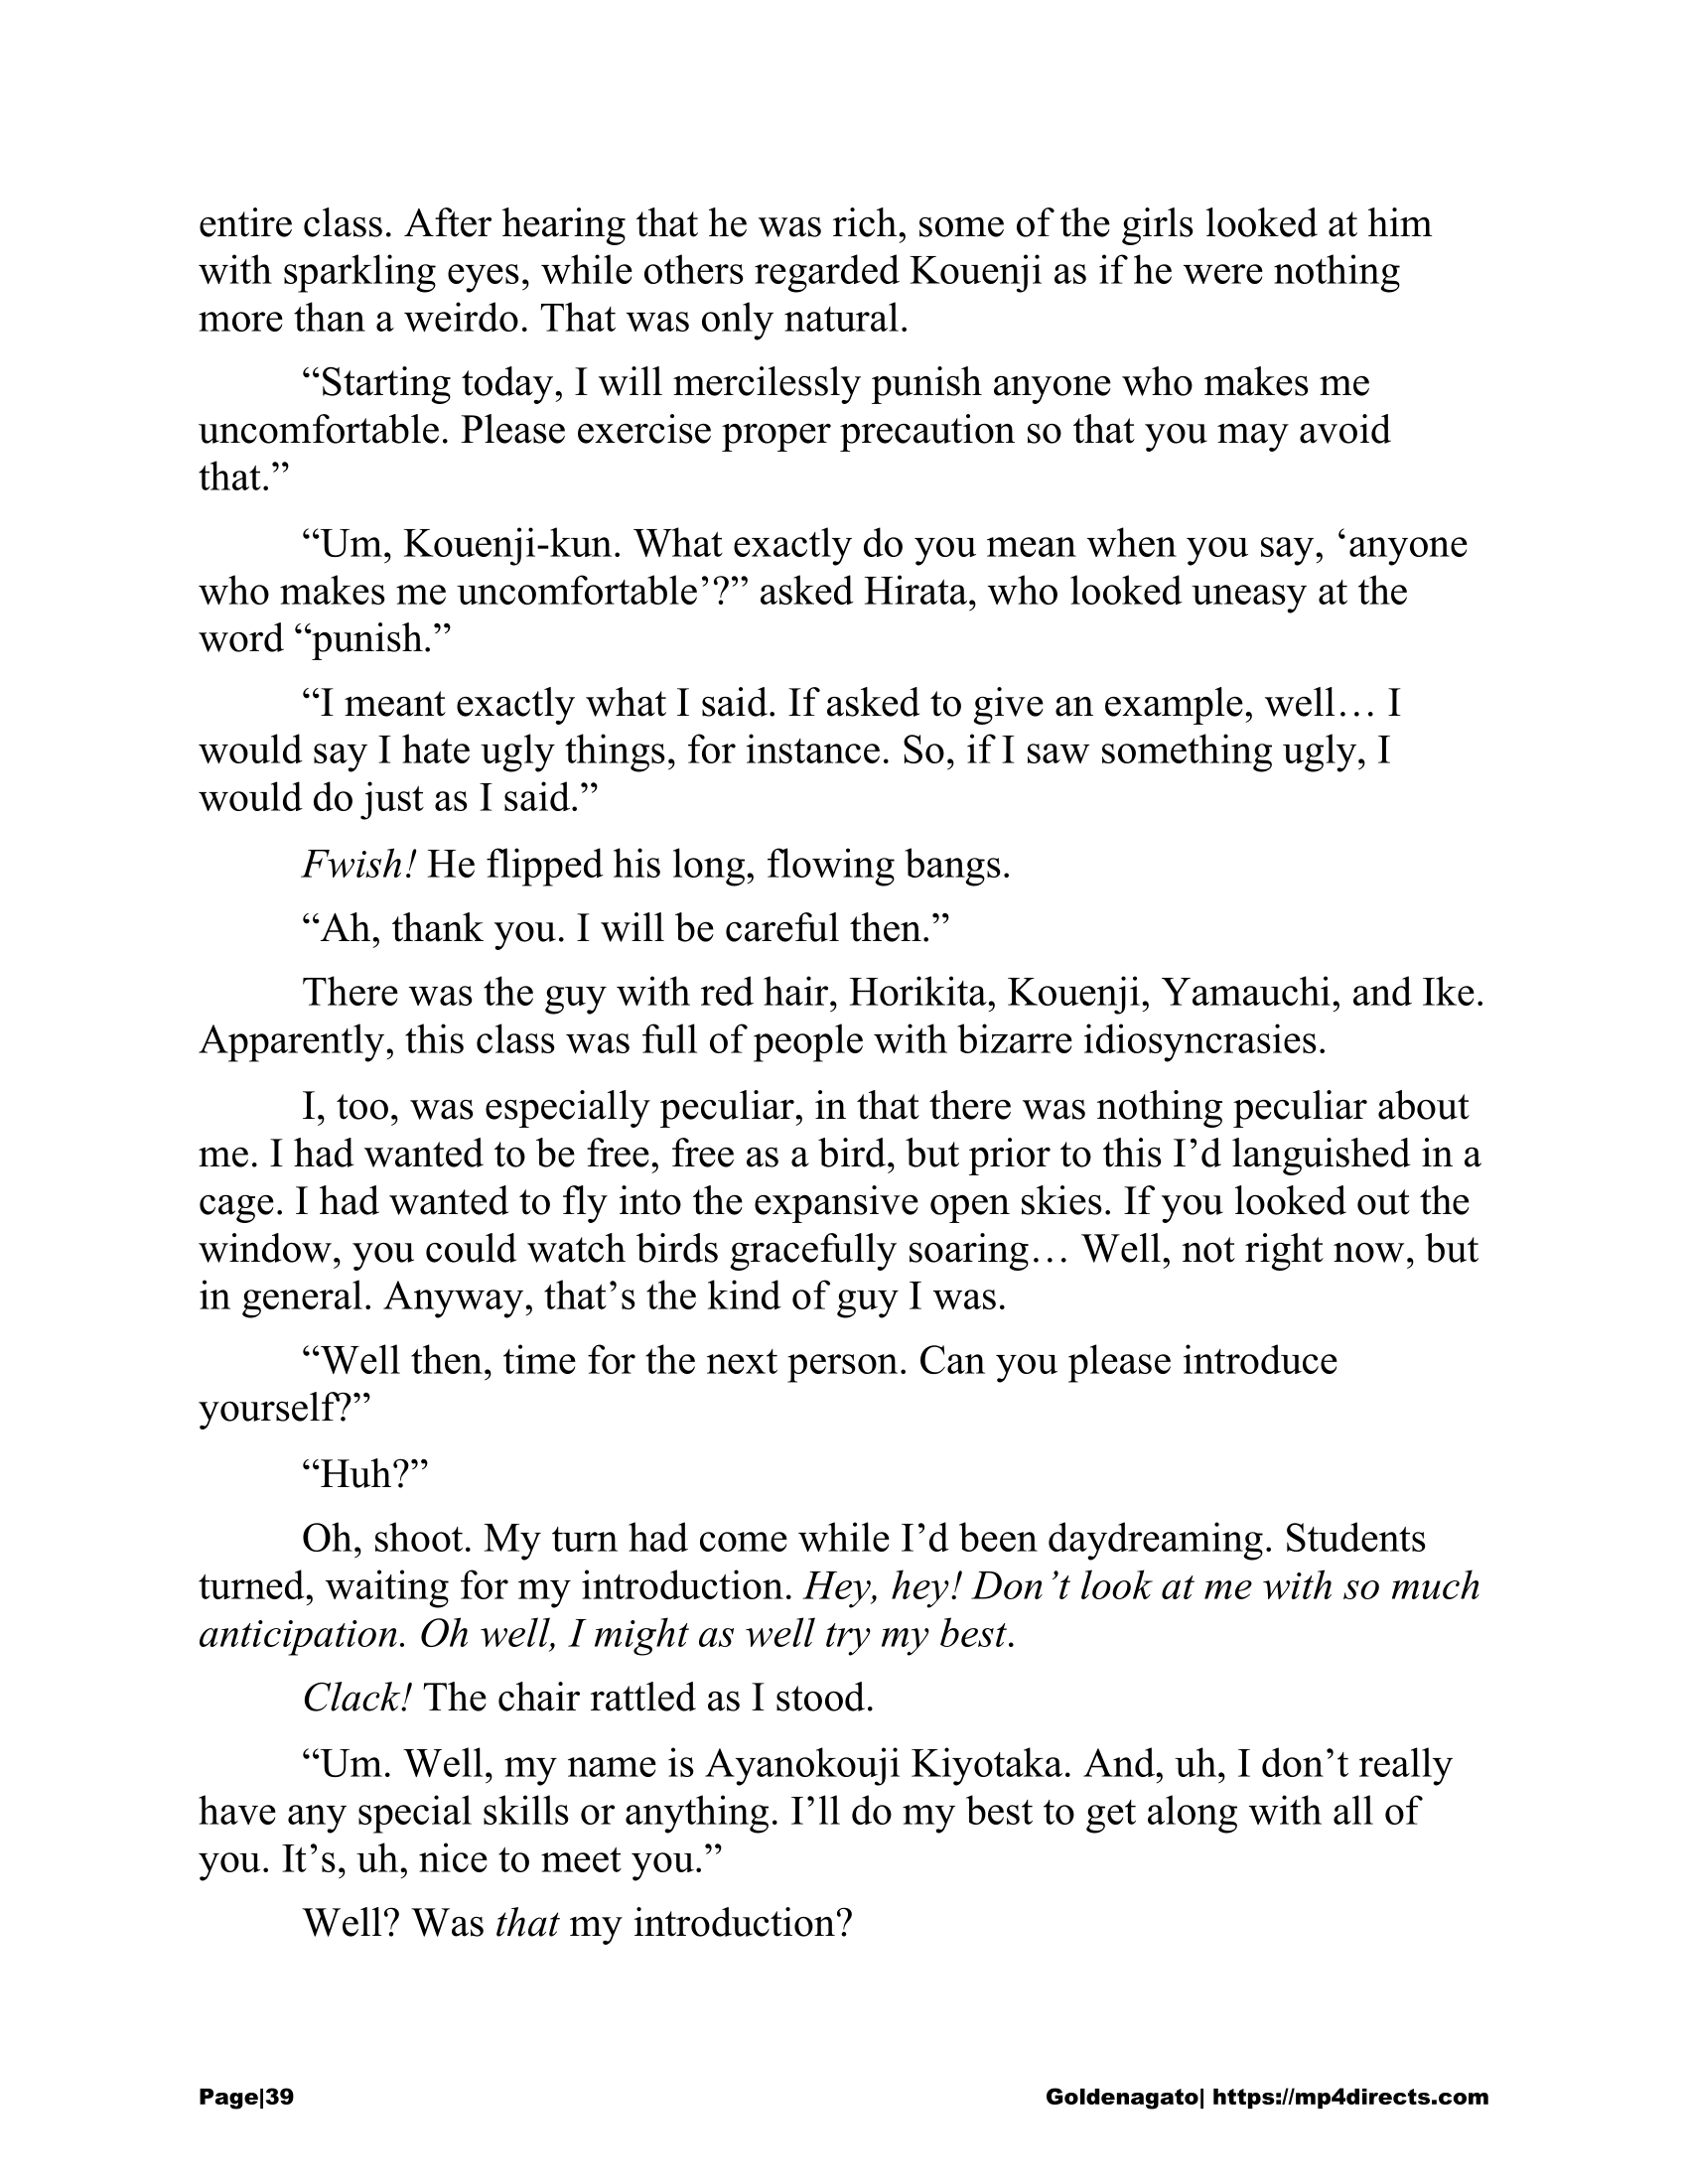 entire class. After hearing that he was rich, some of the girls looked at him
with sparkling eyes, while others regarded Kouenji as if he were nothing
more than a weirdo. That was only natural.
“Starting today, I will mercilessly punish anyone who makes me
uncomfortable. Please exercise proper precaution so that you may avoid
that.”
“Um, Kouenji-kun. What exactly do you mean when you say, ‘anyone
who makes me uncomfortable’?” asked Hirata, who looked uneasy at the
word “punish.”
“I meant exactly what I said. If asked to give an example, well… I
would say I hate ugly things, for instance. So, if I saw something ugly, I
would do just as I said.”
Fwish! He flipped his long, flowing bangs.
“Ah, thank you. I will be careful then.”
There was the guy with red hair, Horikita, Kouenji, Yamauchi, and Ike.
Apparently, this class was full of people with bizarre idiosyncrasies.
I, too, was especially peculiar, in that there was nothing peculiar about
me. I had wanted to be free, free as a bird, but prior to this I’d languished in a
cage. I had wanted to fly into the expansive open skies. If you looked out the
window, you could watch birds gracefully soaring… Well, not right now, but
in general. Anyway, that’s the kind of guy I was.
“Well then, time for the next person. Can you please introduce
yourself?”
“Huh?”
Oh, shoot. My turn had come while I’d been daydreaming. Students
turned, waiting for my introduction. Hey, hey! Don’t look at me with so much
anticipation. Oh well, I might as well try my best.
Clack! The chair rattled as I stood.
“Um. Well, my name is Ayanokouji Kiyotaka. And, uh, I don’t really
have any special skills or anything. I’ll do my best to get along with all of
you. It’s, uh, nice to meet you.”
Well? Was that my introduction?
Page|39 Goldenagato| https://mp4directs.com